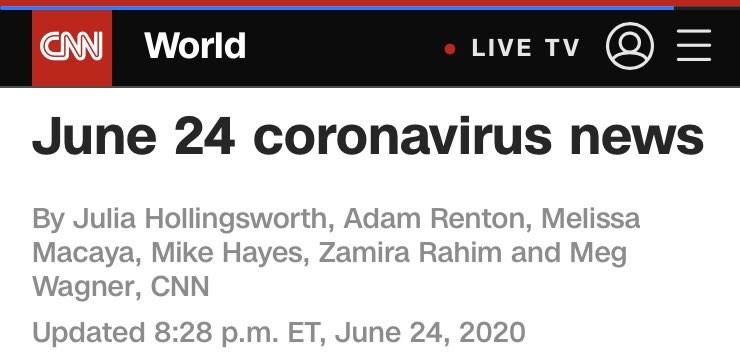 CNN World LIVE TV
June 24 coronavirus news
By Julia Hollingsworth, Adam Renton, Melissa
Macaya, Mike Hayes, Zamira Rahim and Meg
Wagner, CNN
Updated 8:28 p.m. ET, June 24, 2020